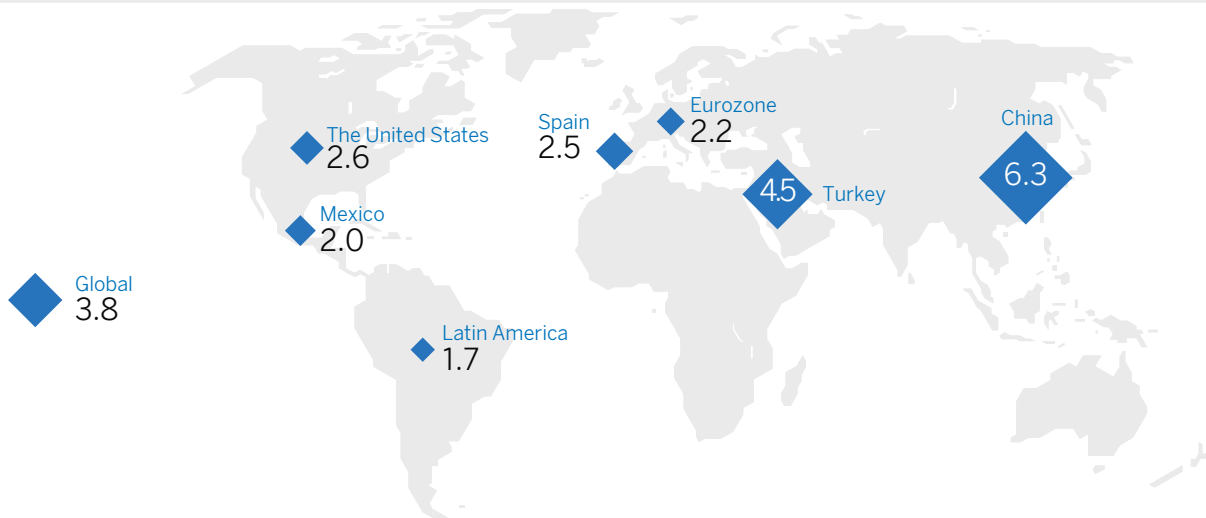 The United States
2.6
Mexico
2.0
Global
3.8
Latin America
1.7
Spain
2.5
Eurozone
2.2
4.5
Turkey
China
6.3